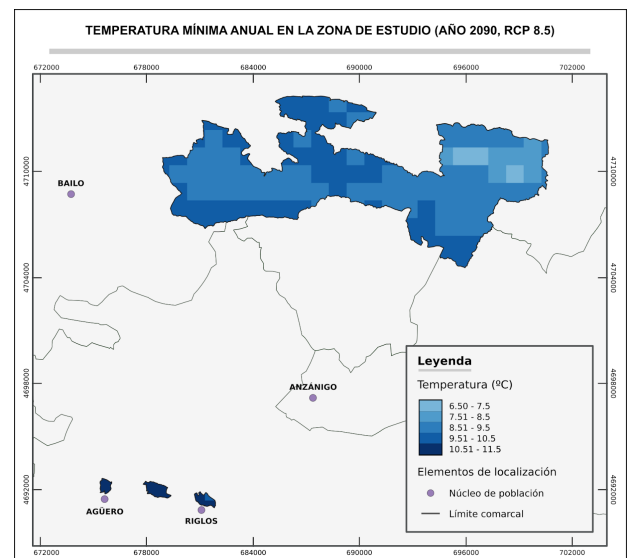 TEMPERATURA MÍNIMA ANUAL EN LA ZONA DE ESTUDIO (AÑO 2090, RCP 8.5)
672000 678000 684000 690000 696000 702000
4710000 4710000
BAILO
4704000 4704000
4698000 4698000
ANZÁNIGO
Leyenda
Temperatura (ºC)
6.50 - 7.5
7.51 - 8.5
8.51 - 9.5
9.51 - 10.5
10.51 - 11.5
Elementos de localización
Núcleo de población
Límite comarcal
4692000 4692000
AGÜERO
RIGLOS
672000 678000 684000 690000 696000 702000